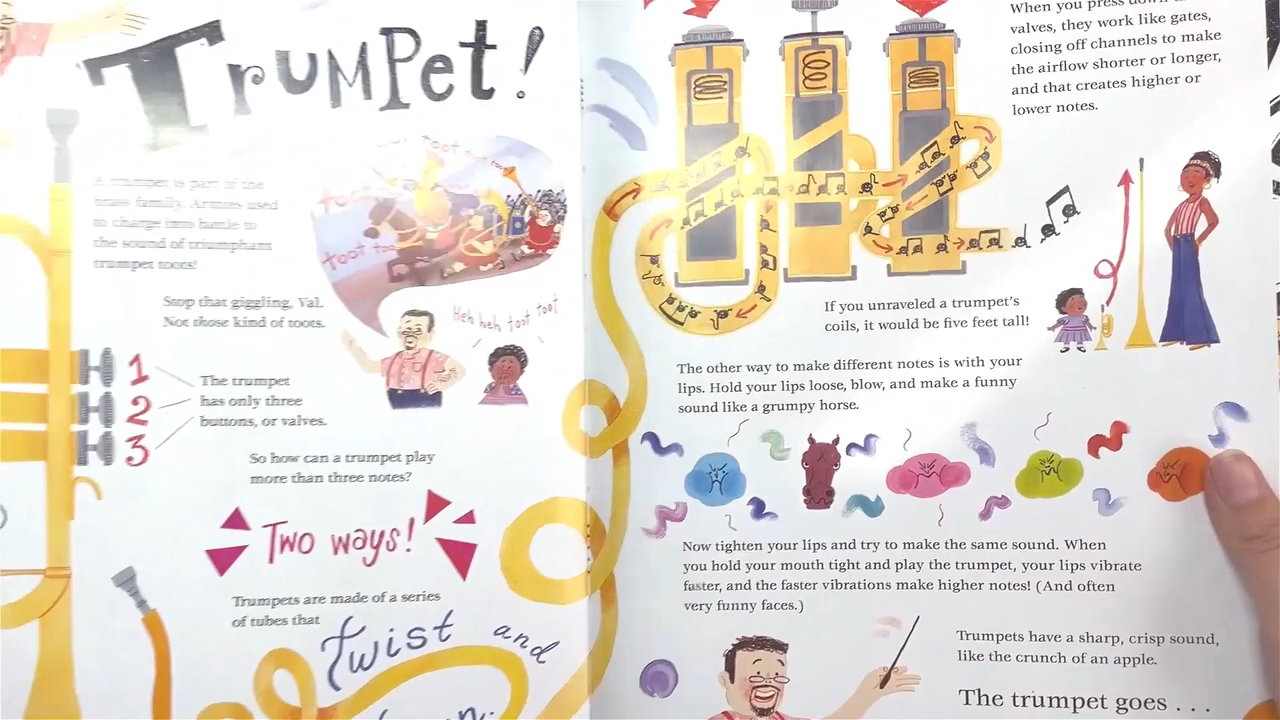 Trumpet!
A trumpet is part of the
brass family. Armies used
to charge into battle to
the sound of triumphant
trumpet toots!
toot toot
Stop that giggling, Val.
Not those kind of toots.
Heh heh toot toot
1
2
3
The trumpet
has only three
buttons, or valves.
So how can a trumpet play
more than three notes?
Two ways!
Trumpets are made of a series
of tubes that
twist and
When you press down
valves, they work like gates,
closing off channels to make
the airflow shorter or longer,
and that creates higher or
lower notes.
If you unraveled a trumpet's
coils, it would be five feet tall!
The other way to make different notes is with your
lips. Hold your lips loose, blow, and make a funny
sound like a grumpy horse.
Now tighten your lips and try to make the same sound. When
you hold your mouth tight and play the trumpet, your lips vibrate
faster, and the faster vibrations make higher notes! (And often
very funny faces.)
Trumpets have a sharp, crisp sound,
like the crunch of an apple.
The trumpet goes . . .